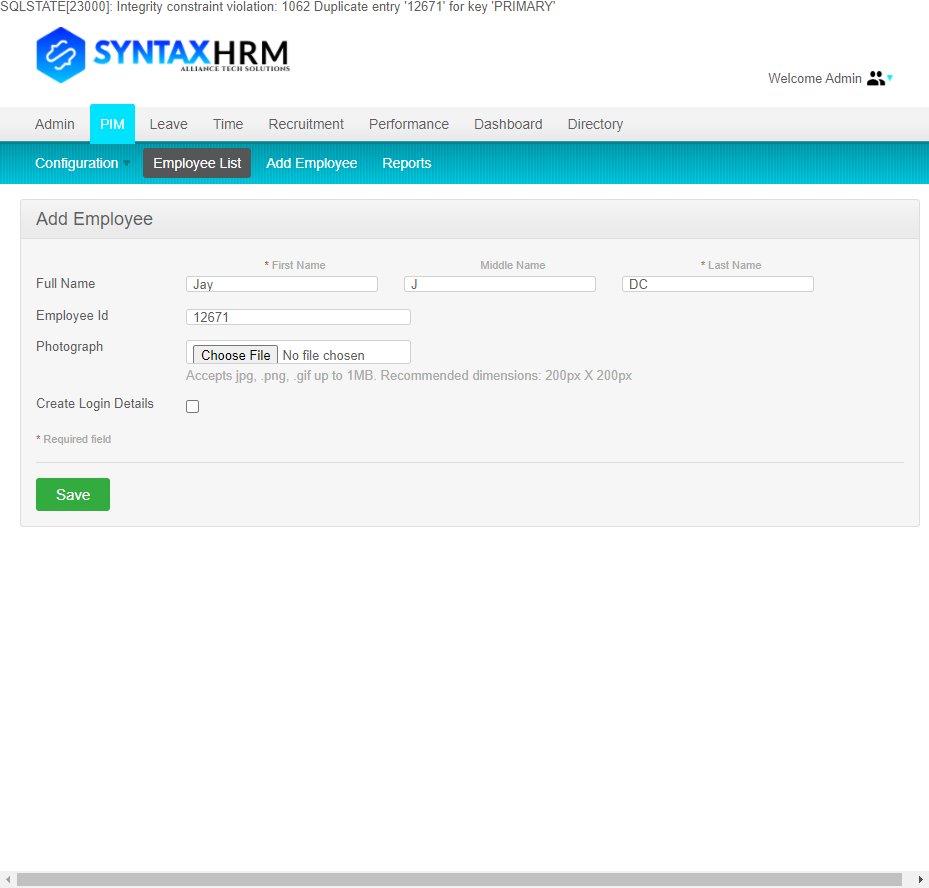 SQLSTATE[23000]: Integrity constraint violation: 1062 Duplicate entry '12671' for key 'PRIMARY'
SYNTAXHRM
ALLIANCE TECH SOLUTIONS
Welcome Admin
Admin PIM Leave Time Recruitment Performance Dashboard Directory
Configuration Employee List Add Employee Reports
Add Employee
* First Name Middle Name * Last Name
Full Name Jay J DC
Employee Id 12671
Photograph Choose File No file chosen
Accepts jpg, .png, .gif up to 1MB. Recommended dimensions: 200px X 200px
Create Login Details
* Required field
Save